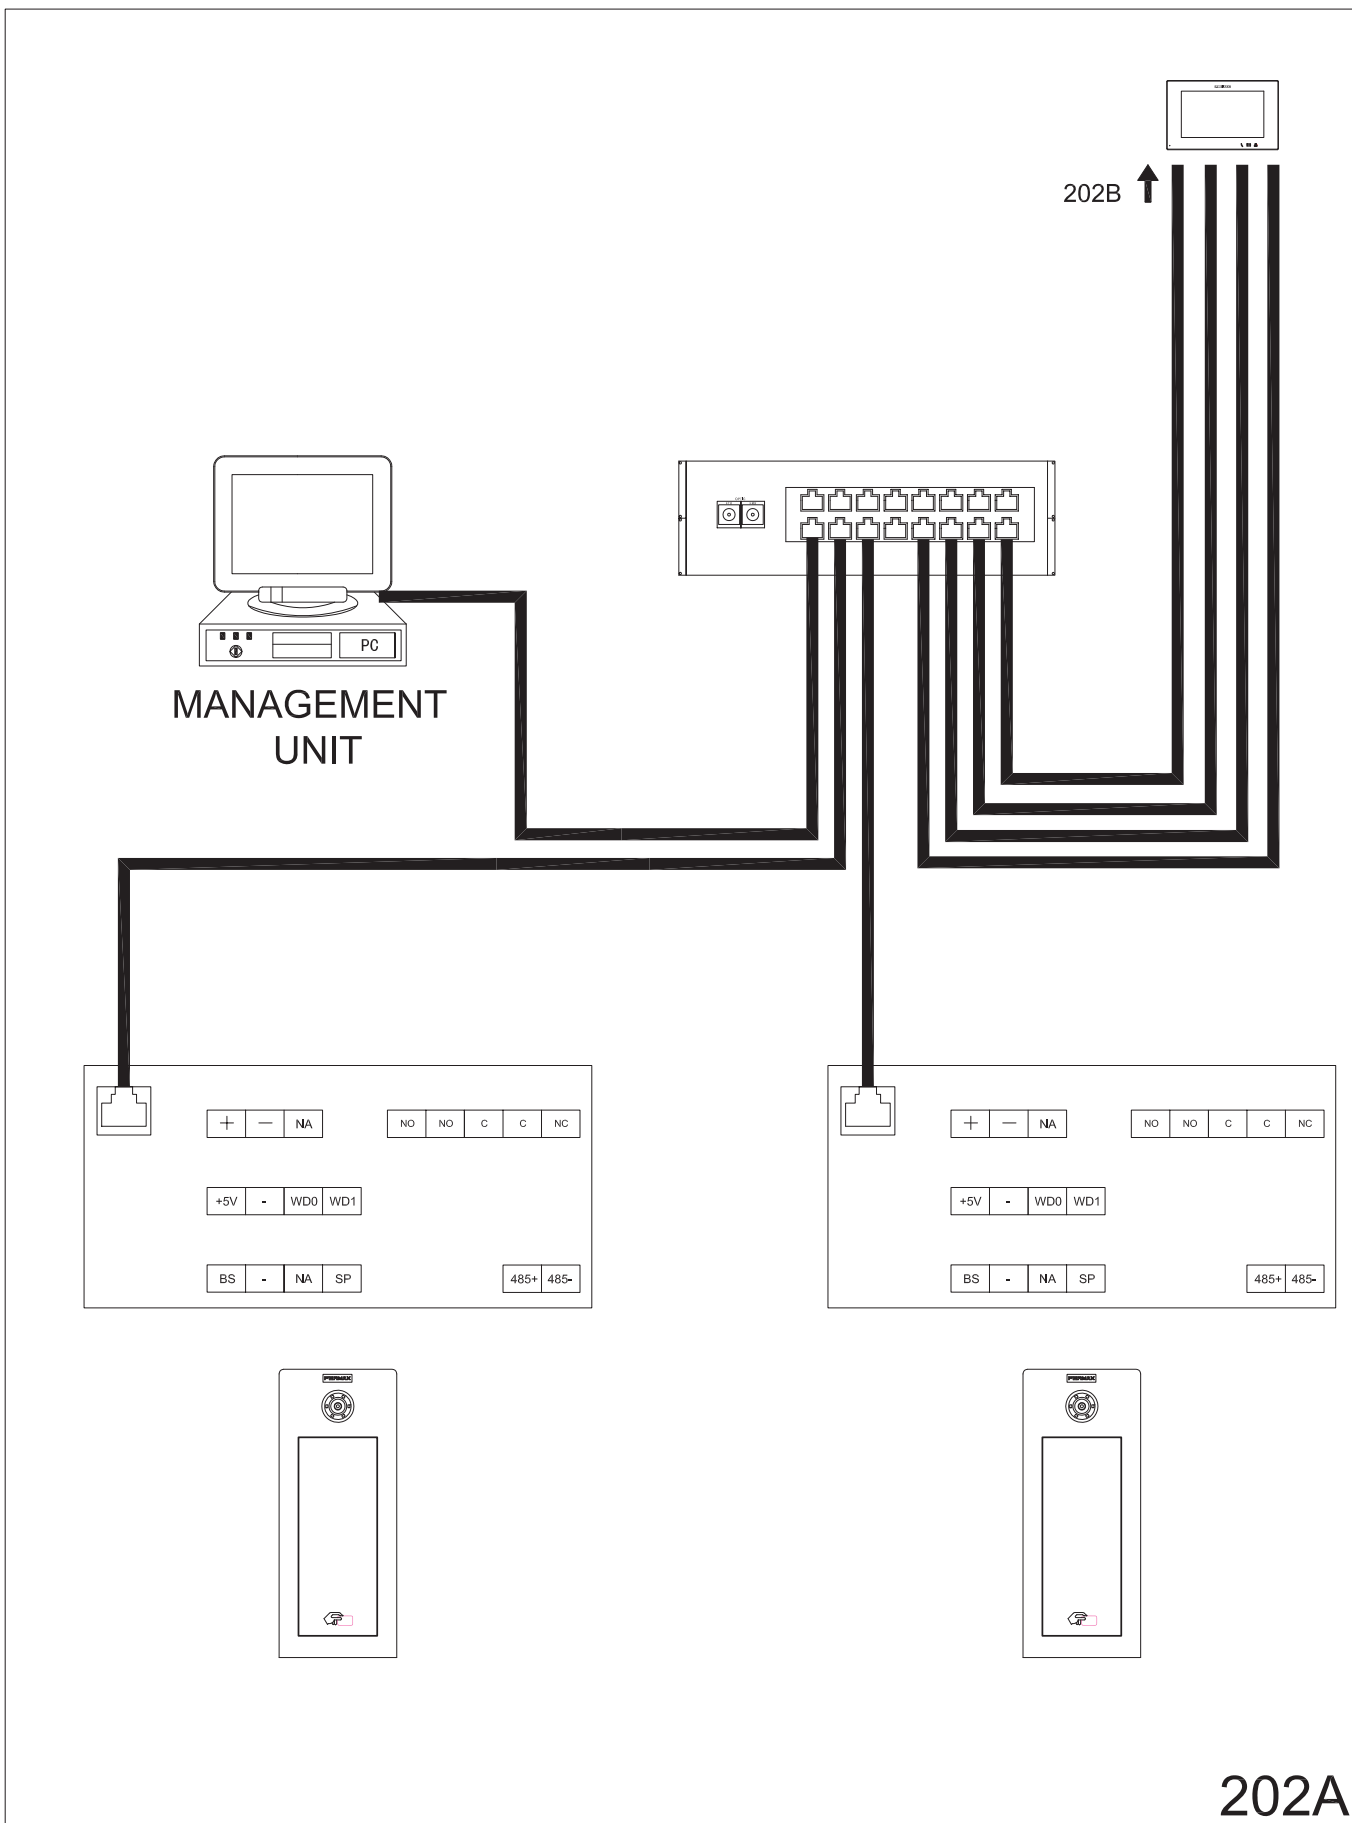 202B
PC
MANAGEMENT
UNIT
+ — NA NO NO C C NC
+5V - WD0 WD1
BS - NA SP 485+ 485-
+ — NA NO NO C C NC
+5V - WD0 WD1
BS - NA SP 485+ 485-
FERMAX
FERMAX
202A